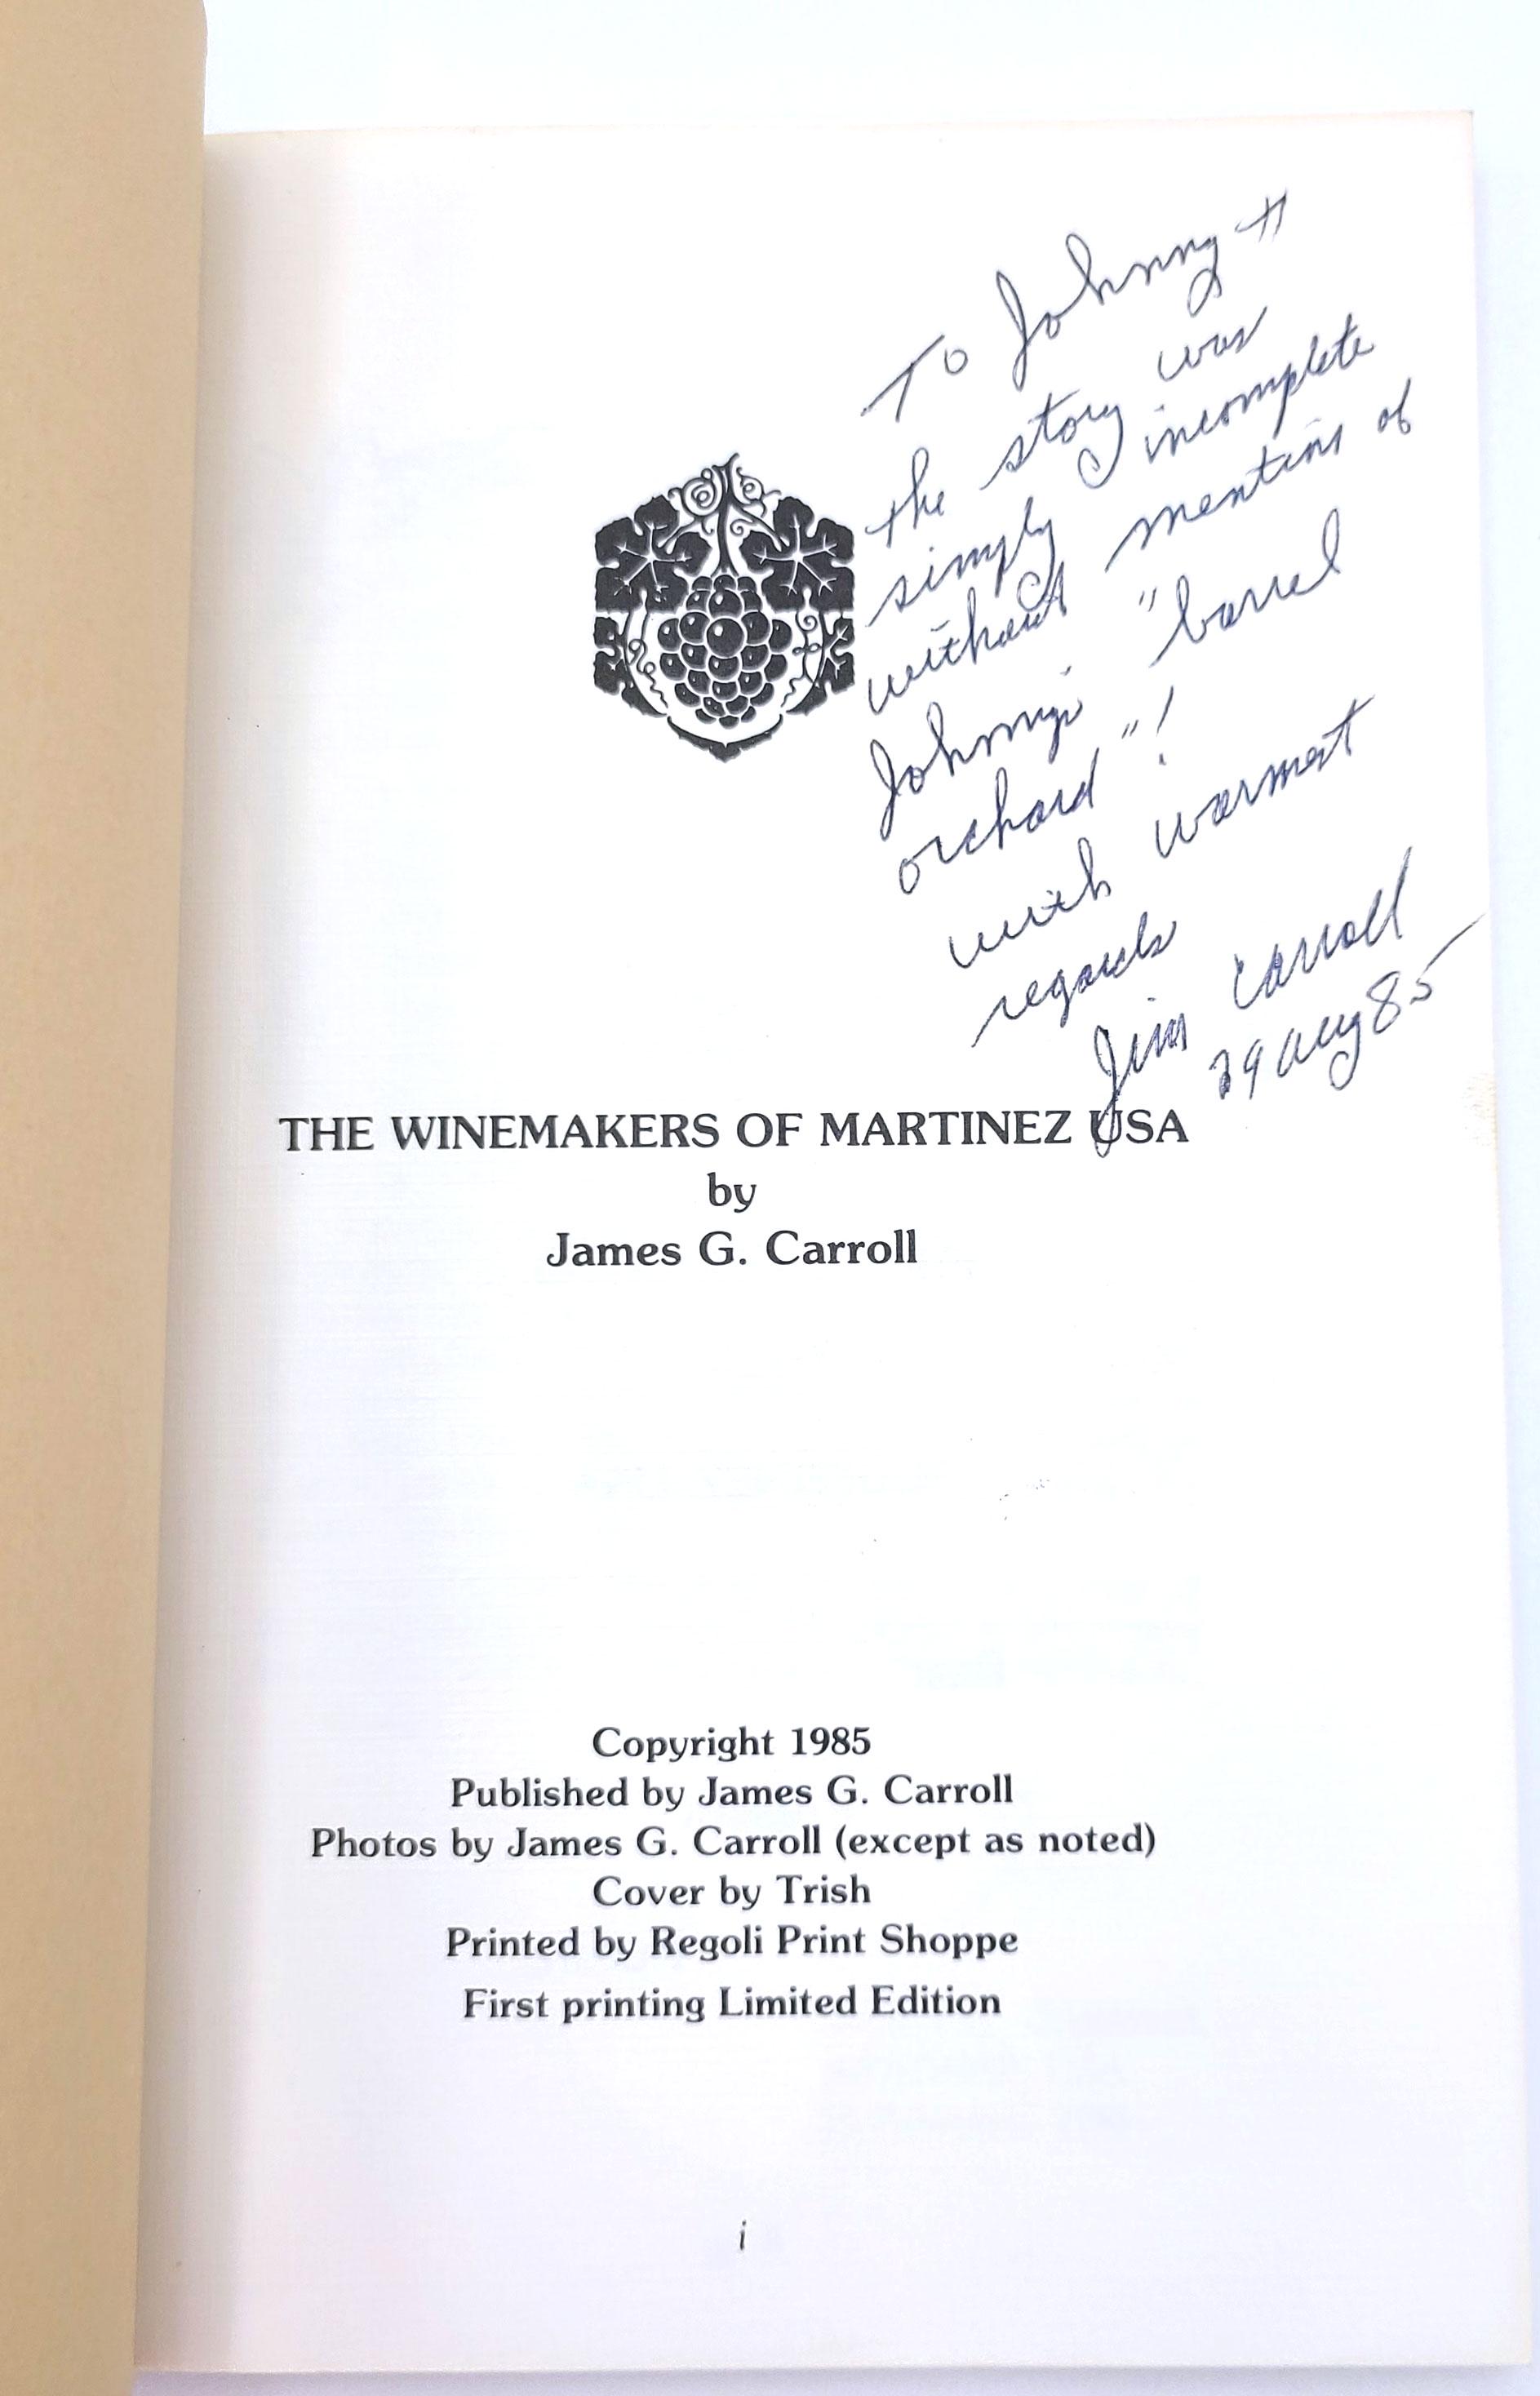 To Johnny H
the story was
simply incomplete
without mention of
Johnny's "barrel
orchard"!
with warmest
regards
Jim Carroll
29 Aug 85
THE WINEMAKERS OF MARTINEZ USA
by
James G. Carroll
Copyright 1985
Published by James G. Carroll
Photos by James G. Carroll (except as noted)
Cover by Trish
Printed by Regoli Print Shoppe
First printing Limited Edition
i